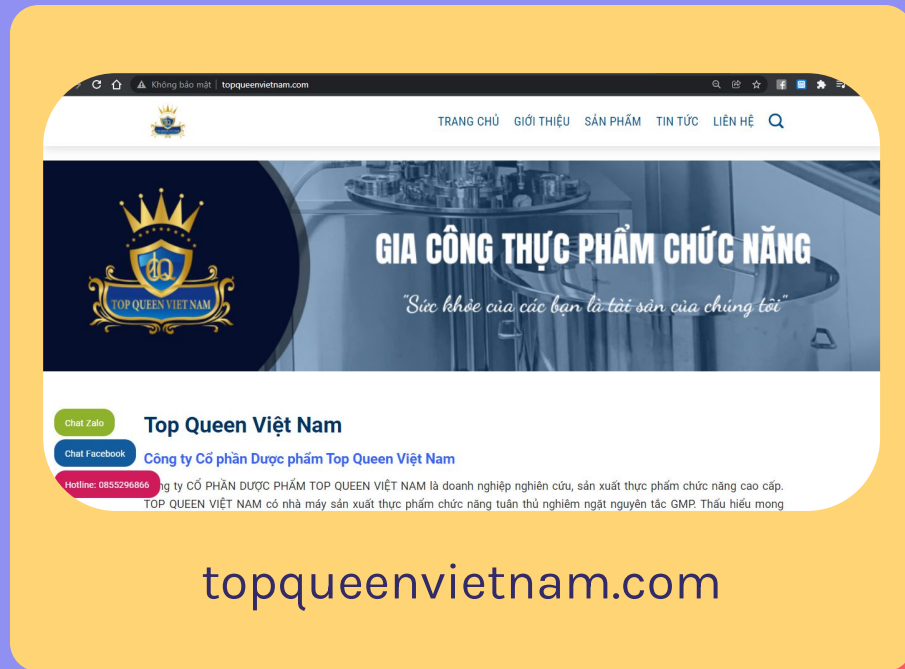 Không bảo mật | topqueenvietnam.com
TRANG CHỦ GIỚI THIỆU SẢN PHẨM TIN TỨC LIÊN HỆ
TOP QUEEN VIET NAM
GIA CÔNG THỰC PHẨM CHỨC NĂNG
"Sức khỏe của các bạn là tài sản của chúng tôi"
Chat Zalo
Chat Facebook
Hotline: 0855296866
Top Queen Việt Nam
Công ty Cổ phần Dược phẩm Top Queen Việt Nam
ty CỔ PHẦN DƯỢC PHẨM TOP QUEEN VIỆT NAM là doanh nghiệp nghiên cứu, sản xuất thực phẩm chức năng cao cấp.
TOP QUEEN VIỆT NAM có nhà máy sản xuất thực phẩm chức năng tuân thủ nghiêm ngặt nguyên tắc GMP. Thấu hiểu mong
topqueenvietnam.com